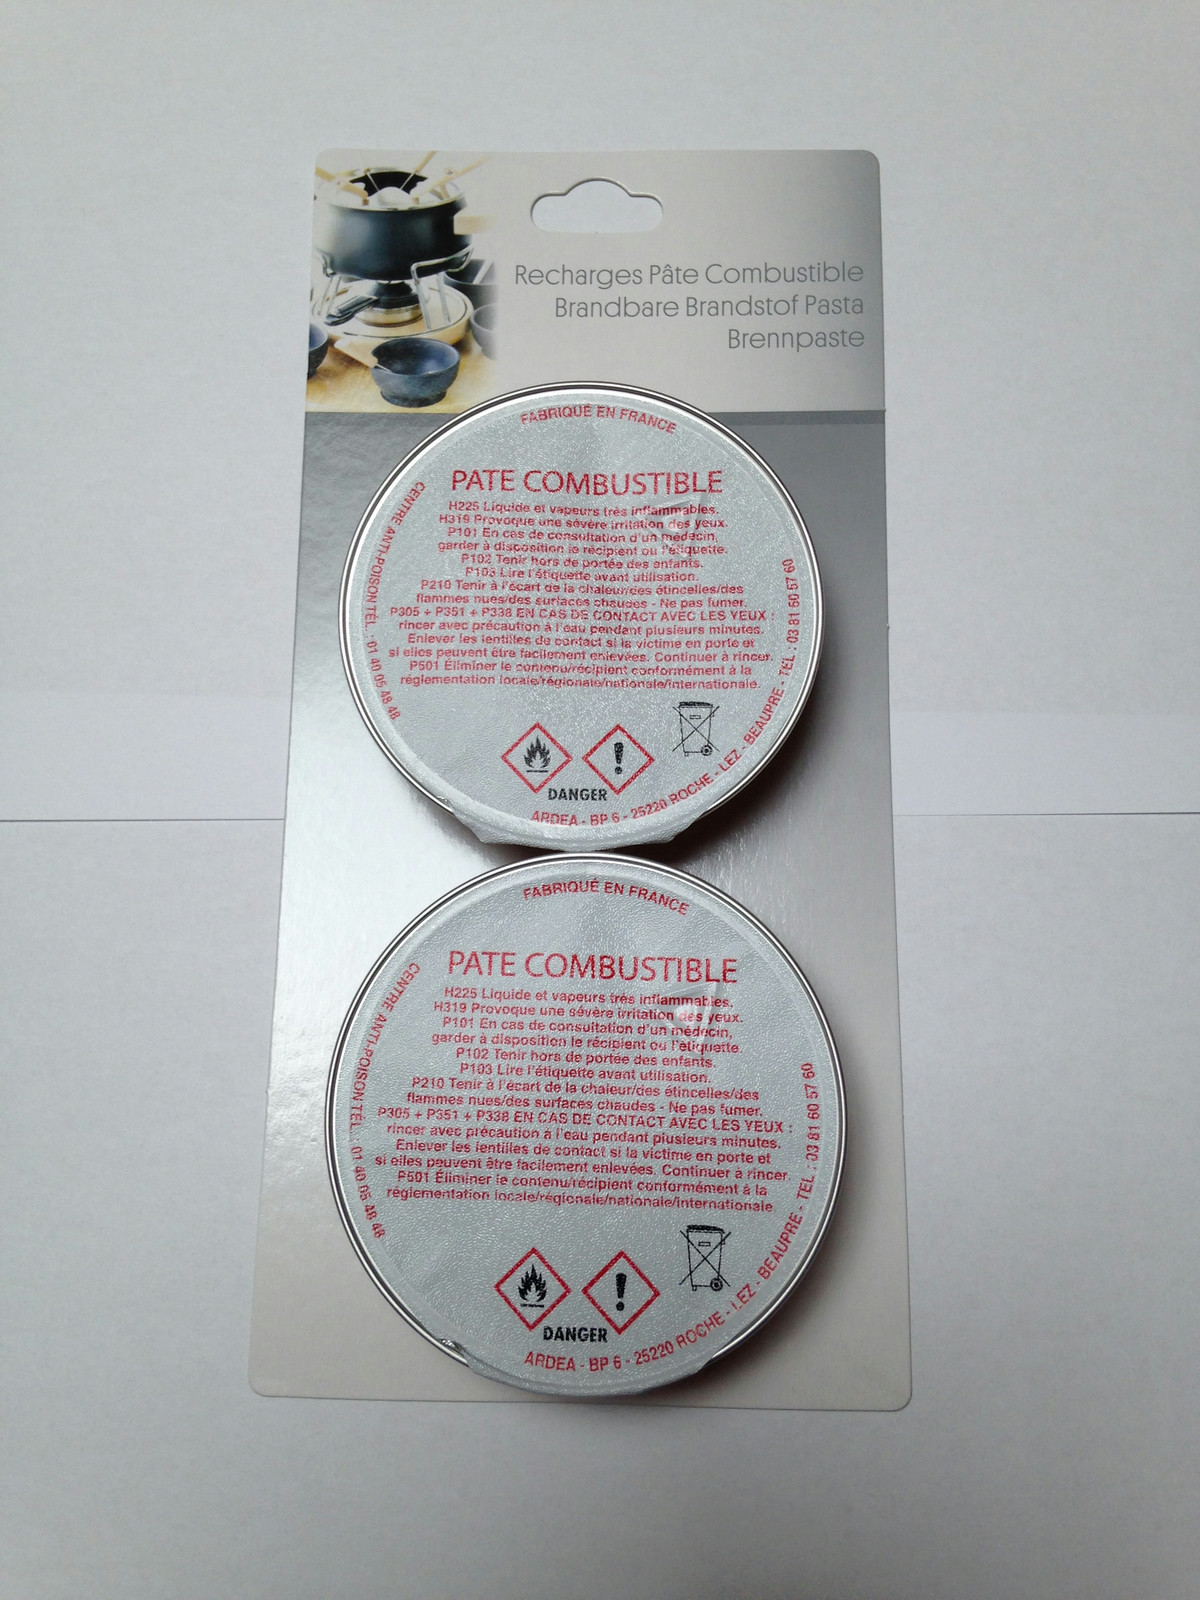 Recharges Pâte Combustible
Brandbare Brandstof Pasta
Brennpaste
FABRIQUÉ EN FRANCE
PATE COMBUSTIBLE
H225 Liquide et vapeurs très inflammables.
H319 Provoque une sévère irritation des yeux.
P101 En cas de consultation d'un médecin,
garder à disposition le récipient ou l'étiquette.
P102 Tenir hors de portée des enfants.
P103 Lire l'étiquette avant utilisation.
P210 Tenir à l'écart de la chaleur/des étincelles/des
flammes nues/des surfaces chaudes - Ne pas fumer.
P305 + P351 + P338 EN CAS DE CONTACT AVEC LES YEUX :
rincer avec précaution à l'eau pendant plusieurs minutes.
Enlever les lentilles de contact si la victime en porte et
si elles peuvent être facilement enlevées. Continuer à rincer.
P501 Éliminer le contenu/récipient conformément à la
réglementation locale/régionale/nationale/internationale.
DANGER
CENTRE ANTI-POISON TÉL. : 01 40 05 48 48
ARDEA - BP 6 - 25220 ROCHE - LEZ - BEAUPRE - TEL : 03 81 60 57 60
FABRIQUÉ EN FRANCE
PATE COMBUSTIBLE
H225 Liquide et vapeurs très inflammables.
H319 Provoque une sévère irritation des yeux.
P101 En cas de consultation d'un médecin,
garder à disposition le récipient ou l'étiquette.
P102 Tenir hors de portée des enfants.
P103 Lire l'étiquette avant utilisation.
P210 Tenir à l'écart de la chaleur/des étincelles/des
flammes nues/des surfaces chaudes - Ne pas fumer.
P305 + P351 + P338 EN CAS DE CONTACT AVEC LES YEUX :
rincer avec précaution à l'eau pendant plusieurs minutes.
Enlever les lentilles de contact si la victime en porte et
si elles peuvent être facilement enlevées. Continuer à rincer.
P501 Éliminer le contenu/récipient conformément à la
réglementation locale/régionale/nationale/internationale
DANGER
CENTRE ANTI-POISON TÉL. : 01 40 05 48 48
ARDEA - BP 6 - 25220 ROCHE - LEZ - BEAUPRE - TEL : 03 81 60 57 60